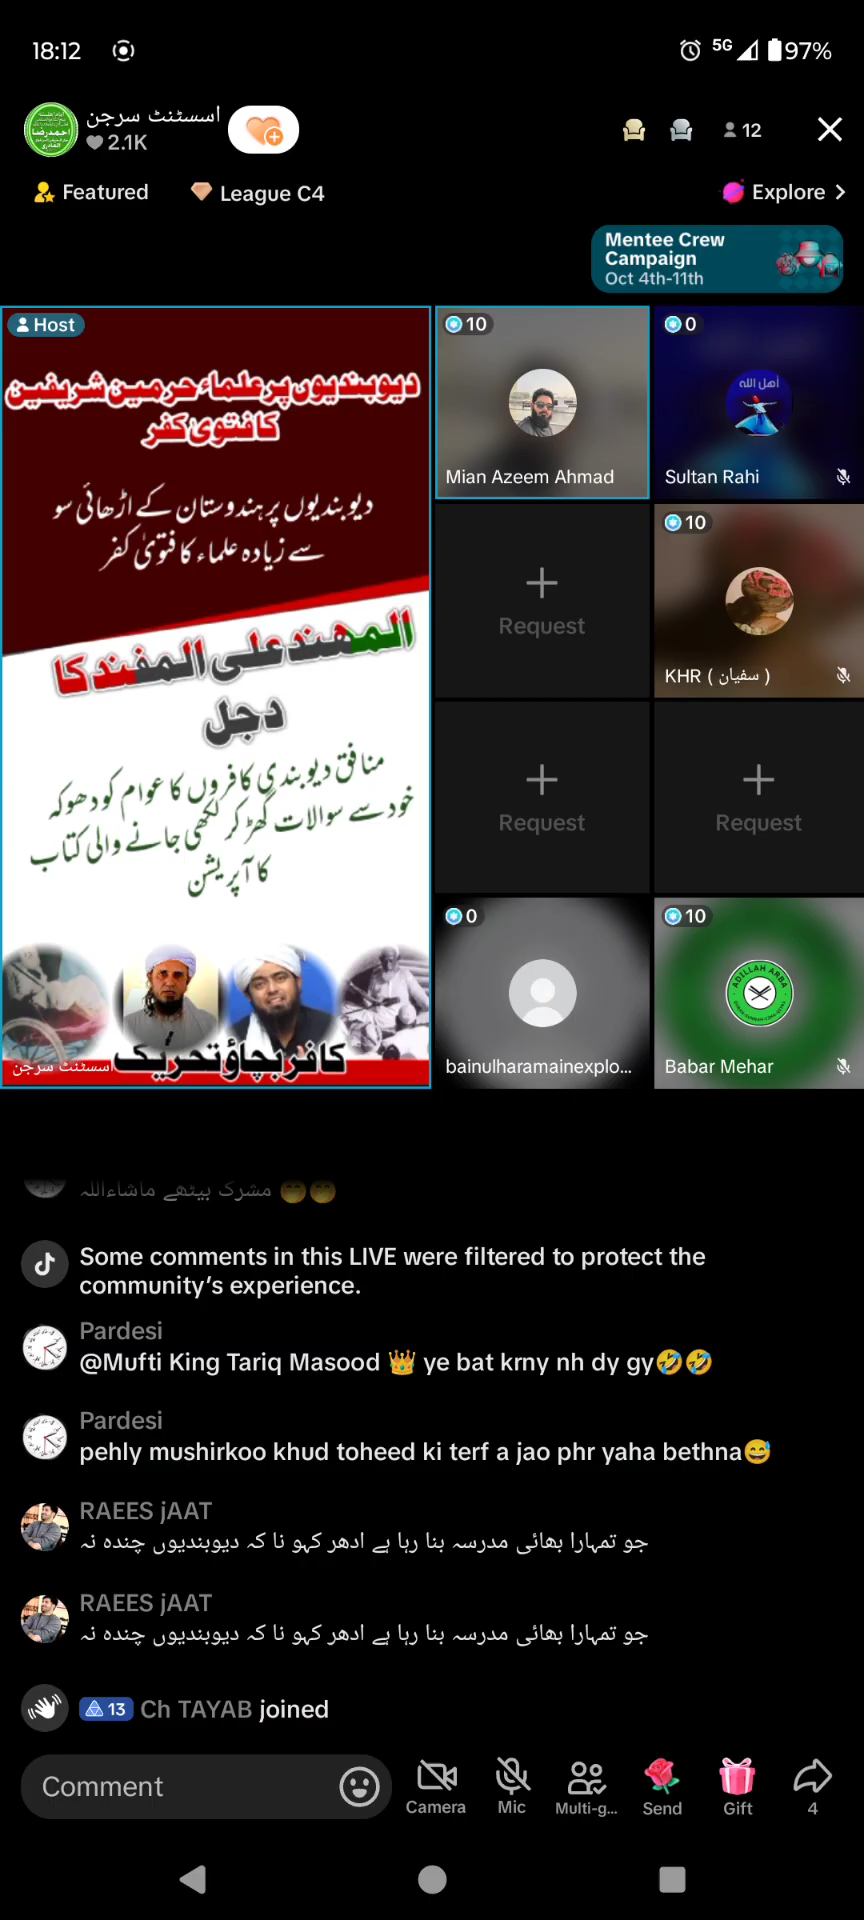 18:12
5G
97%
اسسٹنٹ سرجن
2.1K
12
Featured
League C4
Explore
Mentee Crew
Campaign
Oct 4th-11th
Host
دیوبندیوں پر علماء حرمین شریفین
کا فتویٰ کفر
دیوبندیوں پر ہندوستان کے اڑھائی سو
سے زیادہ علماء کا فتویٰ کفر
المھند علی المفند کا
دجل
منافق دیوبندی کافروں کا عوام کو دھوکہ
خود سے سوالات گھڑ کر لکھی جانے والی کتاب
کا آپریشن
کافر بچاؤ تحریک
اسسٹنٹ سرجن
10
Mian Azeem Ahmad
0
أهل الله
Sultan Rahi
Request
10
KHR ( سفیان )
Request
Request
0
bainulharamainexplo...
10
ADILLAH ARBA
Babar Mehar
مشرک بیٹھے ماشاءاللہ 🤭🤭
Some comments in this LIVE were filtered to protect the
community's experience.
Pardesi
@Mufti King Tariq Masood 👑 ye bat krny nh dy gy🤣🤣
Pardesi
pehly mushirkoo khud toheed ki terf a jao phr yaha bethna😅
RAEES jAAT
جو تمہارا بھائی مدرسہ بنا رہا ہے ادھر کہو نا کہ دیوبندیوں چندہ نہ
RAEES jAAT
جو تمہارا بھائی مدرسہ بنا رہا ہے ادھر کہو نا کہ دیوبندیوں چندہ نہ
13 Ch TAYAB joined
Comment
Camera
Mic
Multi-g...
Send
Gift
4